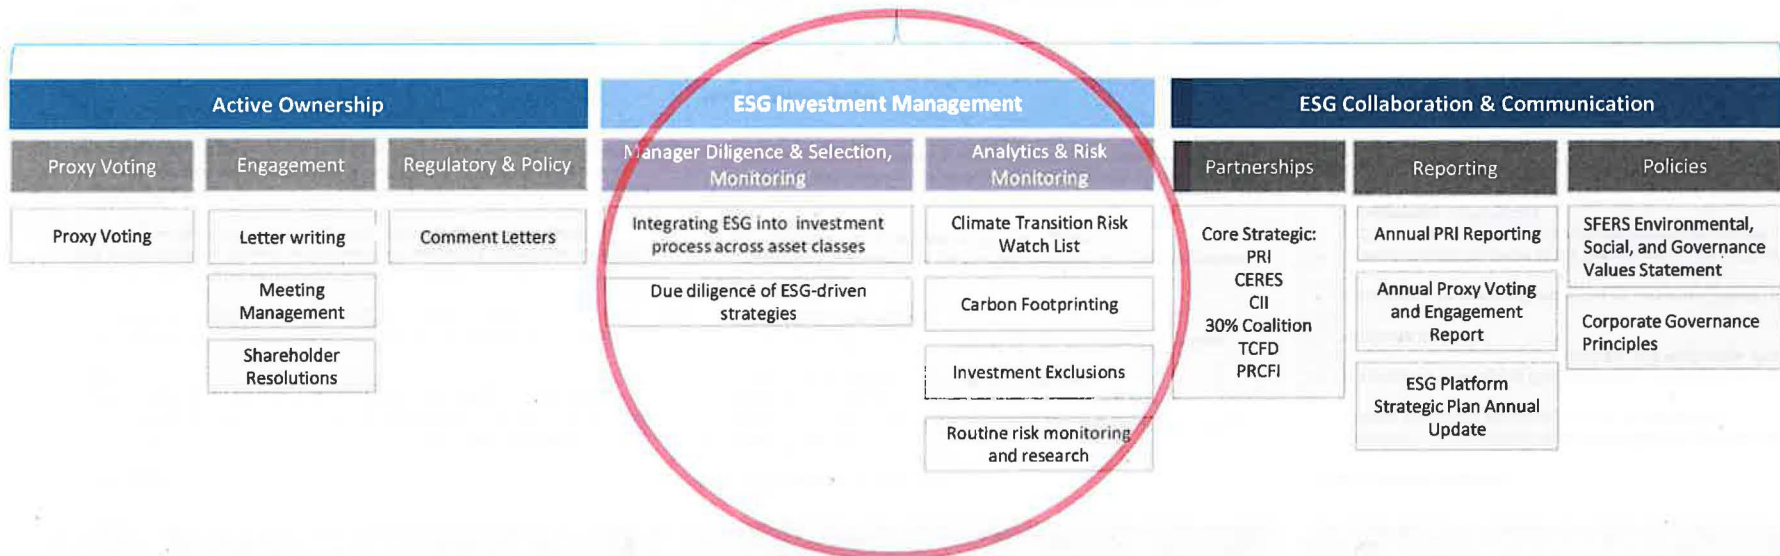 Active Ownership
ESG Investment Management
ESG Collaboration & Communication
Proxy Voting
Engagement
Regulatory & Policy
Manager Diligence & Selection,
Monitoring
Analytics & Risk
Monitoring
Partnerships
Reporting
Policies
Proxy Voting
Letter writing
Meeting
Management
Shareholder
Resolutions
Comment Letters
Integrating ESG into investment
process across asset classes
Due diligence of ESG-driven
strategies
Climate Transition Risk
Watch List
Carbon Footprinting
Investment Exclusions
Routine risk monitoring
and research
Core Strategic:
PRI
CERES
CII
30% Coalition
TCFD
PRCFI
Annual PRI Reporting
Annual Proxy Voting
and Engagement
Report
ESG Platform
Strategic Plan Annual
Update
SFERS Environmental,
Social, and Governance
Values Statement
Corporate Governance
Principles